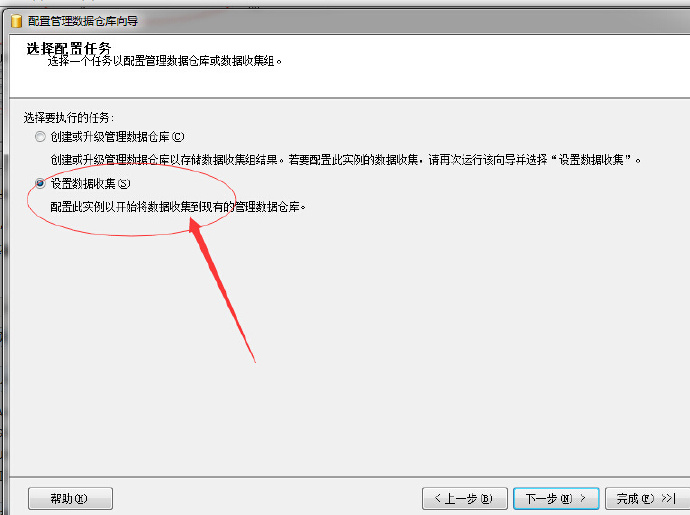 配置管理数据仓库向导
选择配置任务
选择一个任务以配置管理数据仓库或数据收集组。
选择要执行的任务:
创建或升级管理数据仓库(C)
创建或升级管理数据仓库以存储数据收集组结果。若要配置此实例的数据收集，请再次运行该向导并选择“设置数据收集”。
设置数据收集(S)
配置此实例以开始将数据收集到现有的管理数据仓库。
帮助(H) < 上一步(B) 下一步(N) > 完成(F) >>|